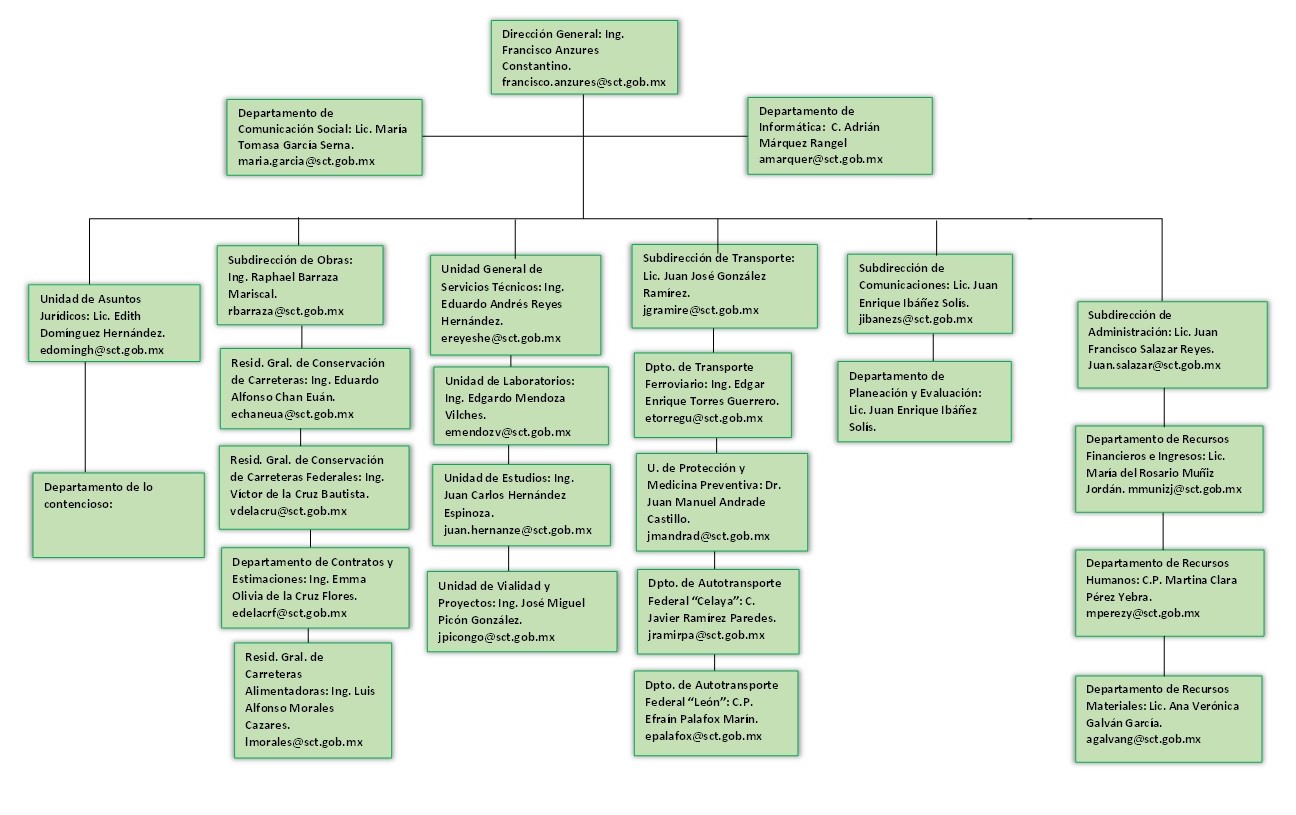 Dirección General: Ing.
Francisco Anzures
Constantino.
francisco.anzures@sct.gob.mx
Departamento de
Comunicación Social: Lic. María
Tomasa García Serna.
maria.garcia@sct.gob.mx
Departamento de
Informática: C. Adrián
Márquez Rangel
amarquer@sct.gob.mx
Unidad de Asuntos
Jurídicos: Lic. Edith
Domínguez Hernández.
edomingh@sct.gob.mx
Departamento de lo
contencioso:
Subdirección de Obras:
Ing. Raphael Barraza
Mariscal.
rbarraza@sct.gob.mx
Resid. Gral. de Conservación
de Carreteras: Ing. Eduardo
Alfonso Chan Euán.
echaneua@sct.gob.mx
Resid. Gral. de Conservación
de Carreteras Federales: Ing.
Víctor de la Cruz Bautista.
vdelacru@sct.gob.mx
Departamento de Contratos y
Estimaciones: Ing. Emma
Olivia de la Cruz Flores.
edelacrf@sct.gob.mx
Resid. Gral. de
Carreteras
Alimentadoras: Ing. Luis
Alfonso Morales
Cazares.
lmorales@sct.gob.mx
Unidad General de
Servicios Técnicos: Ing.
Eduardo Andrés Reyes
Hernández.
ereyeshe@sct.gob.mx
Unidad de Laboratorios:
Ing. Edgardo Mendoza
Vilches.
emendozv@sct.gob.mx
Unidad de Estudios: Ing.
Juan Carlos Hernández
Espinoza.
juan.hernanze@sct.gob.mx
Unidad de Vialidad y
Proyectos: Ing. José Miguel
Picón González.
jpicongo@sct.gob.mx
Subdirección de Transporte:
Lic. Juan José González
Ramírez.
jgramire@sct.gob.mx
Dpto. de Transporte
Ferroviario: Ing. Edgar
Enrique Torres Guerrero.
etorregu@sct.gob.mx
U. de Protección y
Medicina Preventiva: Dr.
Juan Manuel Andrade
Castillo.
jmandrad@sct.gob.mx
Dpto. de Autotransporte
Federal “Celaya”: C.
Javier Ramírez Paredes.
jramirpa@sct.gob.mx
Dpto. de Autotransporte
Federal “León”: C.P.
Efraín Palafox Marín.
epalafox@sct.gob.mx
Subdirección de
Comunicaciones: Lic. Juan
Enrique Ibáñez Solís.
jibanezs@sct.gob.mx
Departamento de
Planeación y Evaluación:
Lic. Juan Enrique Ibáñez
Solís.
Subdirección de
Administración: Lic. Juan
Francisco Salazar Reyes.
Juan.salazar@sct.gob.mx
Departamento de Recursos
Financieros e Ingresos: Lic.
María del Rosario Muñiz
Jordán. mmunizj@sct.gob.mx
Departamento de Recursos
Humanos: C.P. Martina Clara
Pérez Yebra.
mperezy@sct.gob.mx
Departamento de Recursos
Materiales: Lic. Ana Verónica
Galván García.
agalvang@sct.gob.mx